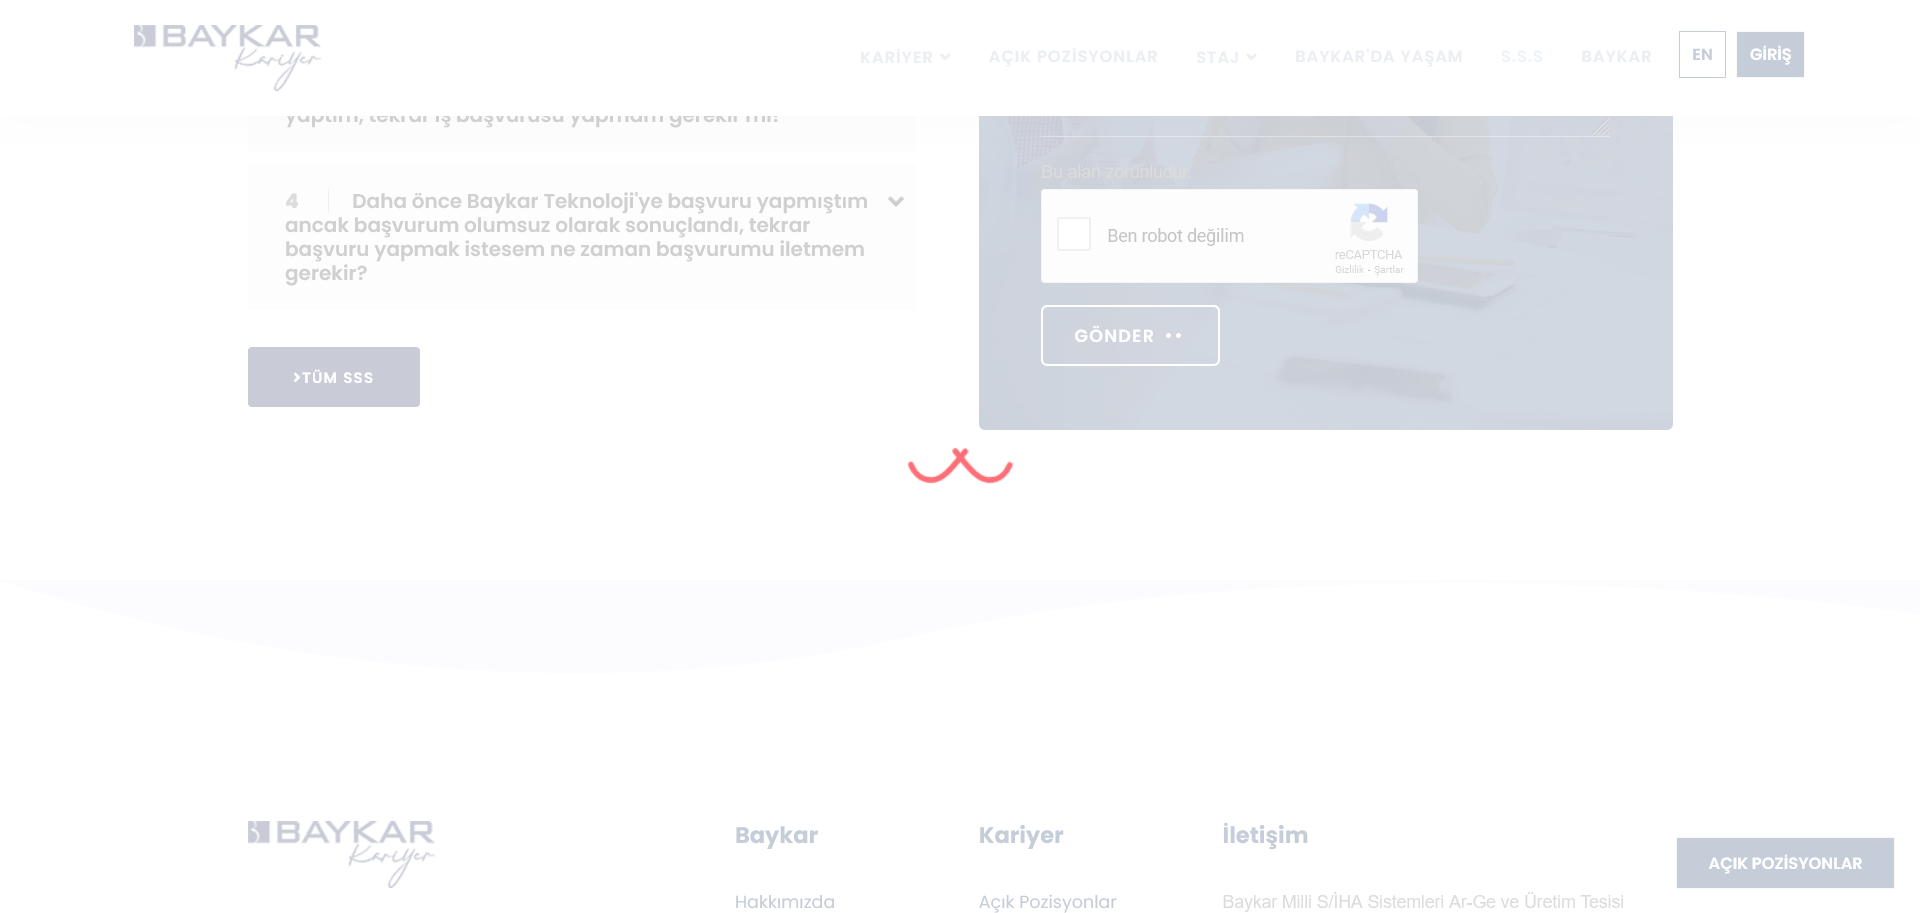 BAYKAR
Kariyer
KARİYER
AÇIK POZİSYONLAR
STAJ
BAYKAR'DA YAŞAM
S.S.S
BAYKAR
EN
GİRİŞ
yaptım, tekrar iş başvurusu yapmam gerekir mi?
4 Daha önce Baykar Teknoloji'ye başvuru yapmıştım
ancak başvurum olumsuz olarak sonuçlandı, tekrar
başvuru yapmak istesem ne zaman başvurumu iletmem
gerekir?
TÜM SSS
Bu alan zorunludur.
Ben robot değilim
reCAPTCHA
Gizlilik - Şartlar
GÖNDER
BAYKAR
Kariyer
Baykar
Hakkımızda
Kariyer
Açık Pozisyonlar
İletişim
Baykar Milli S/İHA Sistemleri Ar-Ge ve Üretim Tesisi
AÇIK POZİSYONLAR